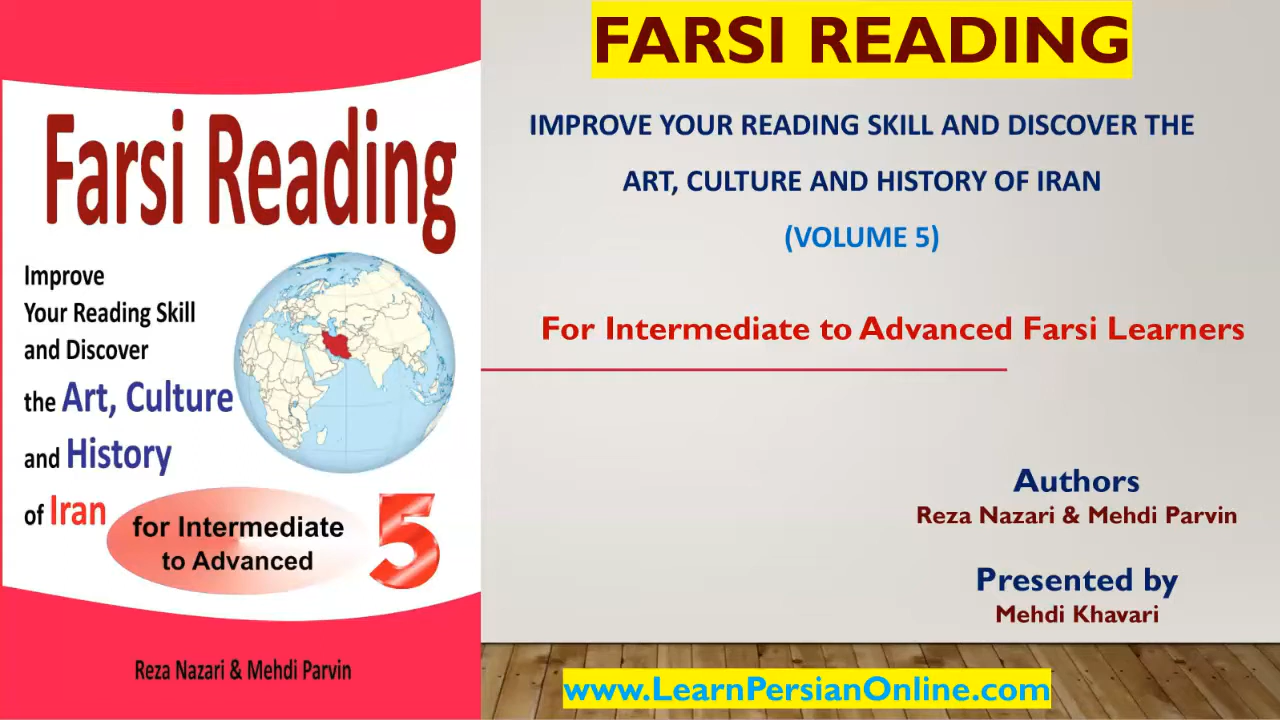 Farsi Reading
Improve
Your Reading Skill
and Discover
the Art, Culture
and History
of Iran
for Intermediate
to Advanced
5
Reza Nazari & Mehdi Parvin
FARSI READING
IMPROVE YOUR READING SKILL AND DISCOVER THE
ART, CULTURE AND HISTORY OF IRAN
(VOLUME 5)
For Intermediate to Advanced Farsi Learners
Authors
Reza Nazari & Mehdi Parvin
Presented by
Mehdi Khavari
www.LearnPersianOnline.com